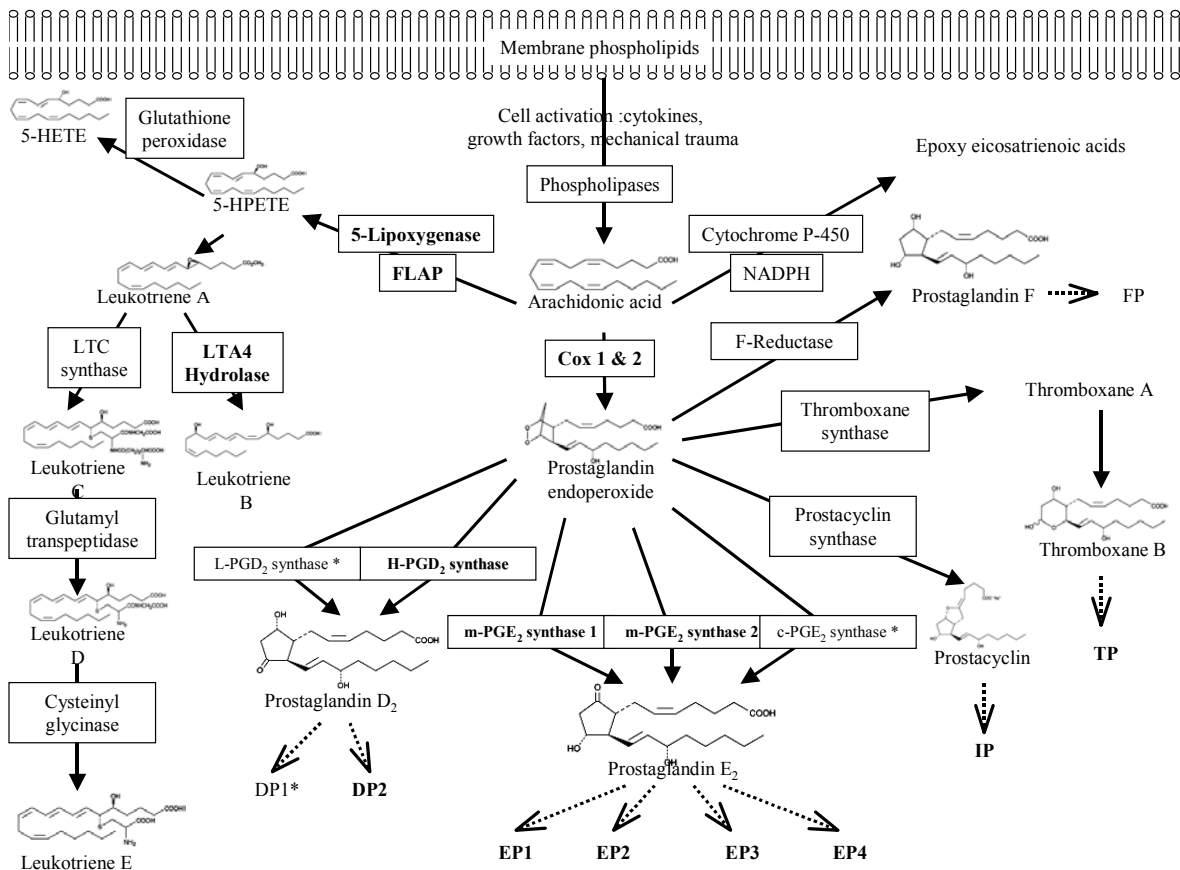 Membrane phospholipids
Cell activation :cytokines,
growth factors, mechanical trauma
Phospholipases
Glutathione
peroxidase
5-HETE
5-HPETE
5-Lipoxygenase
FLAP
Cytochrome P-450
NADPH
Epoxy eicosatrienoic acids
Arachidonic acid
Leukotriene A
LTC
synthase
LTA4
Hydrolase
Cox 1 & 2
F-Reductase
Prostaglandin F
FP
Thromboxane
synthase
Thromboxane A
Leukotriene
C
Leukotriene
B
Prostaglandin
endoperoxide
Glutamyl
transpeptidase
Prostacyclin
synthase
Thromboxane B
TP
L-PGD2 synthase *
H-PGD2 synthase
m-PGE2 synthase 1
m-PGE2 synthase 2
c-PGE2 synthase *
Leukotriene
D
Prostaglandin D2
Prostacyclin
IP
Cysteinyl
glycinase
DP1*
DP2
Prostaglandin E2
EP1
EP2
EP3
EP4
Leukotriene E